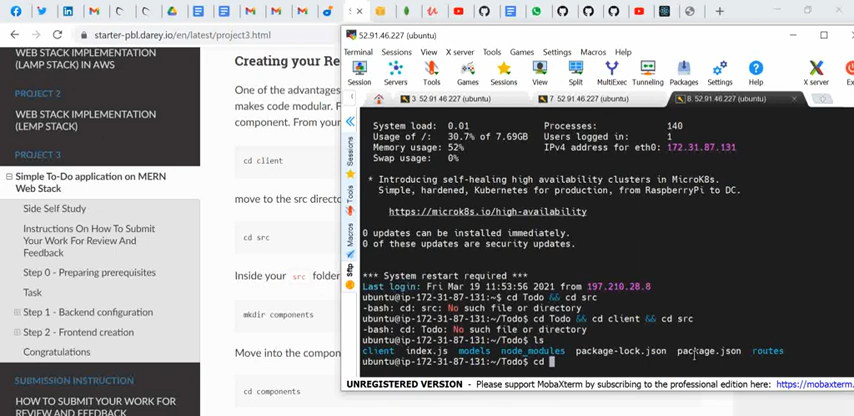 starter-pbl.darey.io/en/latest/project3.html
WEB STACK IMPLEMENTATION
(LAMP STACK) IN AWS
PROJECT 2
WEB STACK IMPLEMENTATION
(LEMP STACK)
PROJECT 3
Simple To-Do application on MERN
Web Stack
Side Self Study
Instructions On How To Submit
Your Work For Review And
Feedback
Step 0 - Preparing prerequisites
Task
Step 1 - Backend configuration
Step 2 - Frontend creation
Congratulations
SUBMISSION INSTRUCTION
HOW TO SUBMIT YOUR WORK FOR
REVIEW AND FEEDBACK
Creating your Re
One of the advantages
makes code modular. F
component. From your
cd client
move to the src direct
cd src
Inside your src folder
mkdir components
Move into the compon
cd components
52.91.46.227 (ubuntu)
Terminal Sessions View X server Tools Games Settings Macros Help
Session Servers Tools Games Sessions View Split MultiExec Tunneling Packages Settings Help X server
3. 52.91.46.227 (ubuntu) 7. 52.91.46.227 (ubuntu) 8. 52.91.46.227 (ubuntu)
Sessions
Tools
Macros
Sftp
System load: 0.01 Processes: 140
Usage of /: 30.7% of 7.69GB Users logged in: 1
Memory usage: 52% IPv4 address for eth0: 172.31.87.131
Swap usage: 0%
* Introducing self-healing high availability clusters in MicroK8s.
Simple, hardened, Kubernetes for production, from RaspberryPi to DC.
https://microk8s.io/high-availability
0 updates can be installed immediately.
0 of these updates are security updates.
*** System restart required ***
Last login: Fri Mar 19 11:53:56 2021 from 197.210.28.8
ubuntu@ip-172-31-87-131:~$ cd Todo && cd src
-bash: cd: src: No such file or directory
ubuntu@ip-172-31-87-131:~/Todo$ cd Todo && cd client && cd src
-bash: cd: Todo: No such file or directory
ubuntu@ip-172-31-87-131:~/Todo$ ls
client index.js models node_modules package-lock.json package.json routes
ubuntu@ip-172-31-87-131:~/Todo$ cd
UNREGISTERED VERSION - Please support MobaXterm by subscribing to the professional edition here: https://mobaxterm.